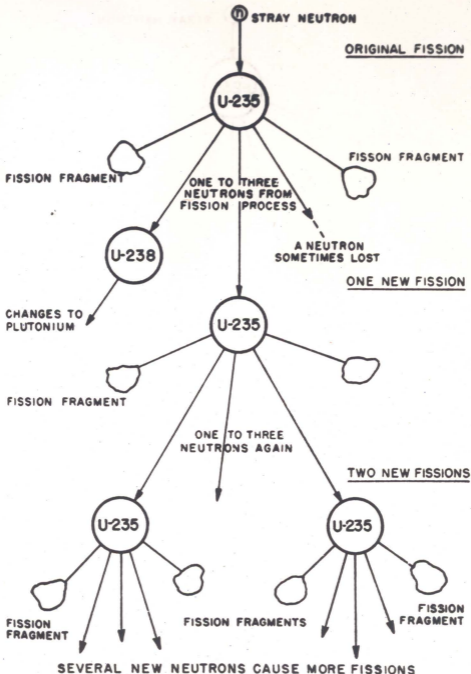 n STRAY NEUTRON
ORIGINAL FISSION
U-235
FISSION FRAGMENT
FISSON FRAGMENT
ONE TO THREE
NEUTRONS FROM
FISSION PROCESS
U-238
A NEUTRON
SOMETIMES LOST
ONE NEW FISSION
CHANGES TO
PLUTONIUM
U-235
FISSION FRAGMENT
ONE TO THREE
NEUTRONS AGAIN
TWO NEW FISSIONS
U-235
U-235
FISSION
FRAGMENT
FISSION FRAGMENTS
FISSION
FRAGMENT
SEVERAL NEW NEUTRONS CAUSE MORE FISSIONS